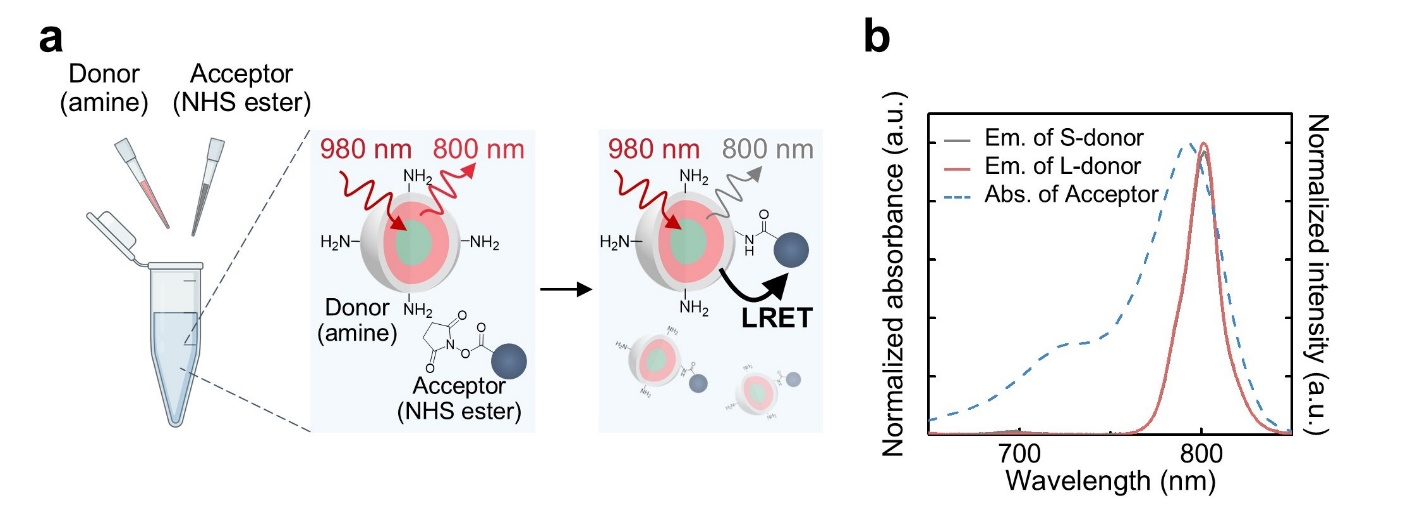 a
Donor
(amine)
Acceptor
(NHS ester)
980 nm
800 nm
NH2
H2N
NH2
NH2
Donor
(amine)
O
N
O
O
O
Acceptor
(NHS ester)
980 nm
800 nm
NH2
H2N
O
N
H
NH2
LRET
b
Em. of S-donor
Em. of L-donor
Abs. of Acceptor
Normalized absorbance (a.u.)
Normalized intensity (a.u.)
700
800
Wavelength (nm)